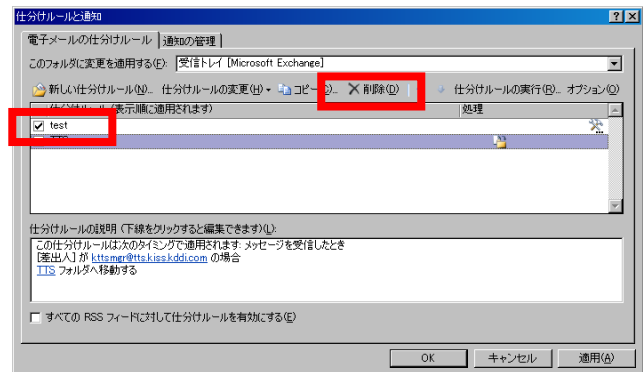 仕分けルールと通知
電子メールの仕分けルール 通知の管理
このフォルダに変更を適用する(F): 受信トレイ [Microsoft Exchange]
新しい仕分けルール(N)... 仕分けルールの変更(H) コピー ... 削除(D) 仕分けルールの実行(R)... オプション(O)
仕分けルール (表示順に適用されます) 処理
test
TTS
仕分けルールの説明 (下線をクリックすると編集できます)(L):
この仕分けルールは次のタイミングで適用されます: メッセージを受信したとき
[差出人] が kttsmgr@tts.kiss.kddi.com の場合
TTS フォルダへ移動する
すべての RSS フィードに対して仕分けルールを有効にする(E)
OK キャンセル 適用(A)